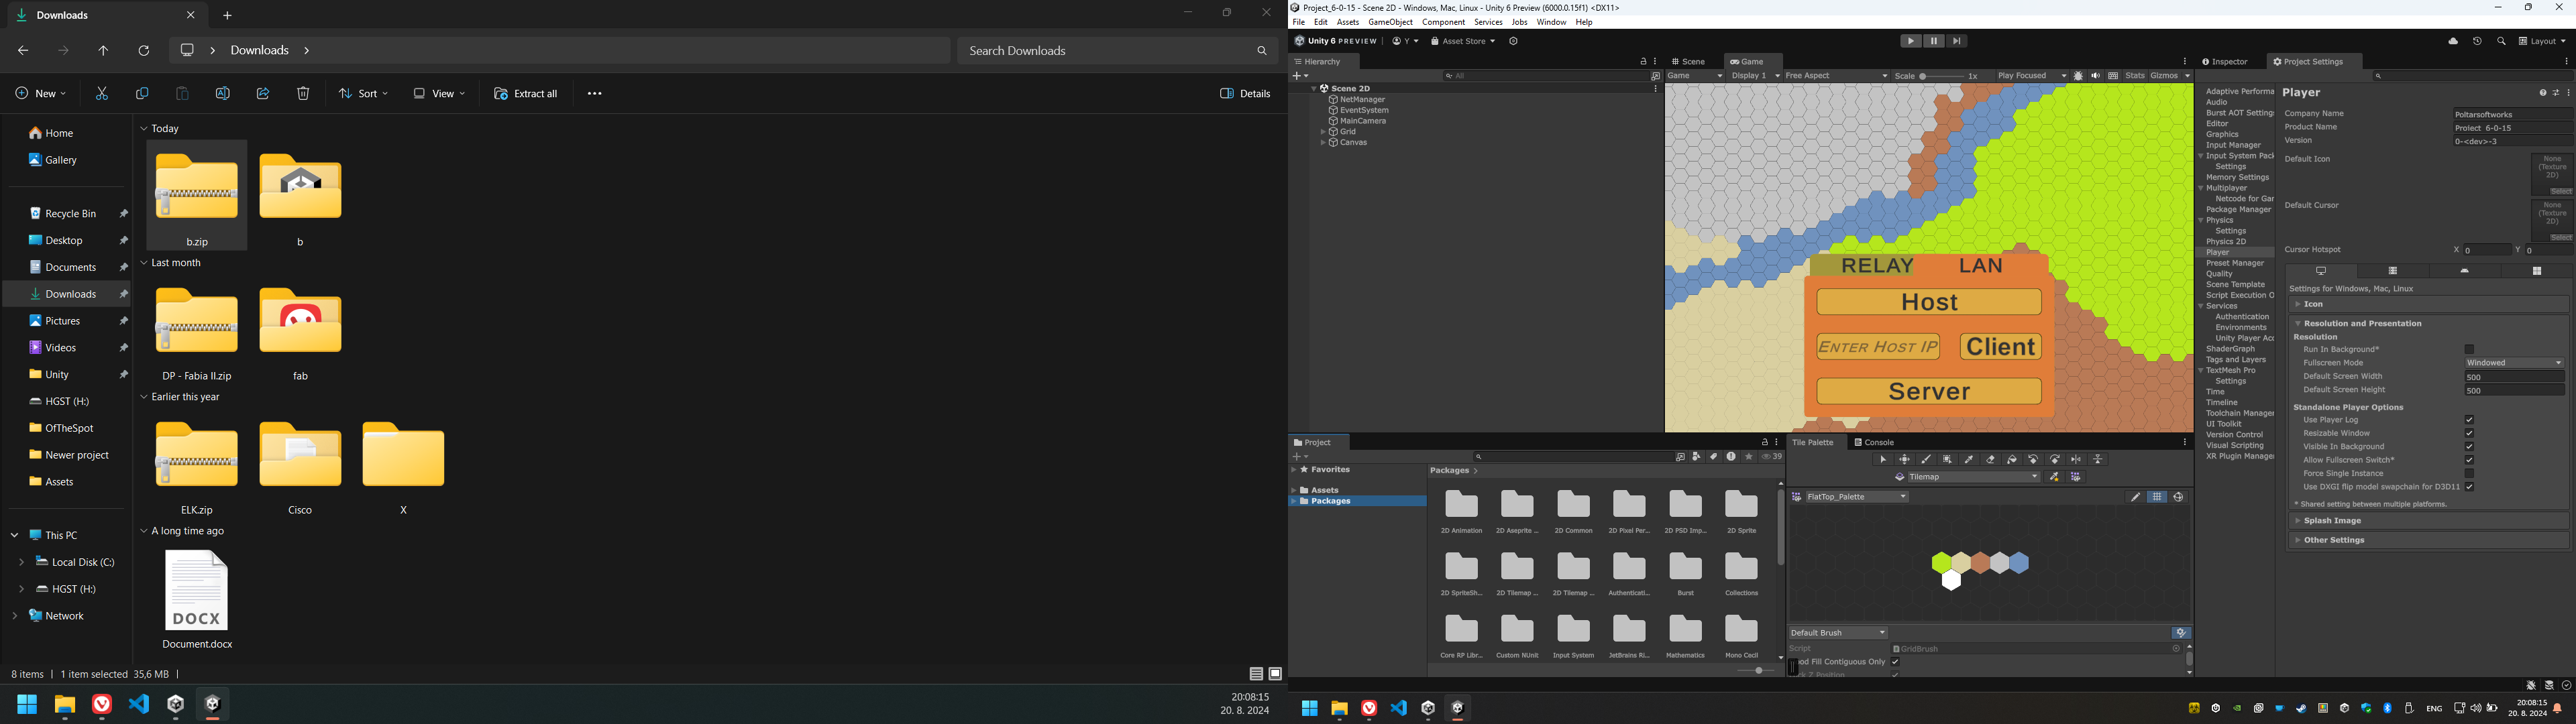 Downloads
Downloads
Search Downloads
New
Sort
View
Extract all
Details
Home
Gallery
Recycle Bin
Desktop
Documents
Downloads
Pictures
Videos
Unity
HGST (H:)
OfTheSpot
Newer project
Assets
This PC
Local Disk (C:)
HGST (H:)
Network
Today
b.zip
b
Last month
DP - Fabia II.zip
fab
Earlier this year
ELK.zip
Cisco
X
A long time ago
DOCX
Document.docx
8 items
1 item selected 35,6 MB
20:08:15
20. 8. 2024
Project_6-0-15 - Scene 2D - Windows, Mac, Linux - Unity 6 Preview (6000.0.15f1) <DX11>
File Edit Assets GameObject Component Services Jobs Window Help
Unity 6 PREVIEW
Y
Asset Store
Layout
Hierarchy
All
Scene 2D
NetManager
EventSystem
MainCamera
Grid
Canvas
Scene
Game
Game
Display 1
Free Aspect
Scale
1x
Play Focused
Stats
Gizmos
RELAY
LAN
Host
ENTER HOST IP
Client
Server
Project
39
Favorites
Assets
Packages
Packages
2D Animation
2D Aseprite ...
2D Common
2D Pixel Per...
2D PSD Imp...
2D Sprite
2D SpriteSh...
2D Tilemap ...
2D Tilemap ...
Authenticati...
Burst
Collections
Core RP Libr...
Custom NUnit
Input System
JetBrains Ri...
Mathematics
Mono Cecil
Tile Palette
Console
Tilemap
FlatTop_Palette
Default Brush
Script
GridBrush
ood Fill Contiguous Only
Inspector
Project Settings
Adaptive Performa
Audio
Burst AOT Settings
Editor
Graphics
Input Manager
Input System Pack
Settings
Memory Settings
Multiplayer
Netcode for Gar
Package Manager
Physics
Settings
Physics 2D
Player
Preset Manager
Quality
Scene Template
Script Execution O
Services
Authentication
Environments
Unity Player Acc
ShaderGraph
Tags and Layers
TextMesh Pro
Settings
Time
Timeline
Toolchain Manager
UI Toolkit
Version Control
Visual Scripting
XR Plugin Manager
Player
Company Name
Poltarsoftworks
Product Name
Project 6-0-15
Version
0-<dev>-3
Default Icon
None
(Texture
2D)
Select
Default Cursor
None
(Texture
2D)
Select
Cursor Hotspot
X 0
Y 0
Settings for Windows, Mac, Linux
Icon
Resolution and Presentation
Resolution
Run In Background*
Fullscreen Mode
Windowed
Default Screen Width
500
Default Screen Height
500
Standalone Player Options
Use Player Log
Resizable Window
Visible In Background
Allow Fullscreen Switch*
Force Single Instance
Use DXGI flip model swapchain for D3D11
* Shared setting between multiple platforms.
Splash Image
Other Settings
ENG
20:08:15
20. 8. 2024